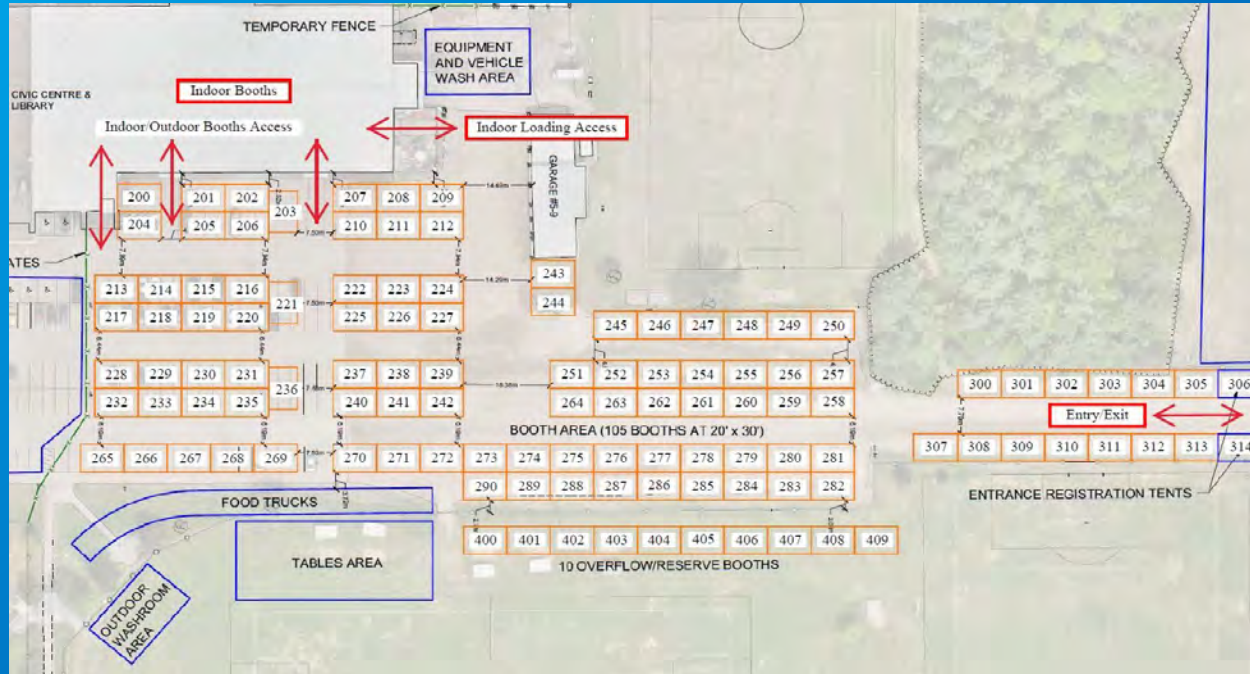 TEMPORARY FENCE
EQUIPMENT
AND VEHICLE
WASH AREA
CIVIC CENTRE &
LIBRARY
Indoor Booths
Indoor/Outdoor Booths Access
Indoor Loading Access
GARAGE #5-9
200 201 202 203 207 208 209
14.63m
204 205 206 210 211 212
7.50m
ATES
213 214 215 216 221 222 223 224 243
14.29m
7.50m
217 218 219 220 225 226 227 244
245 246 247 248 249 250
228 229 230 231 236 237 238 239 251 252 253 254 255 256 257
232 233 234 235 240 241 242 264 263 262 261 260 259 258
300 301 302 303 304 305 306
Entry/Exit
BOOTH AREA (105 BOOTHS AT 20' x 30')
307 308 309 310 311 312 313 314
265 266 267 268 269 270 271 272 273 274 275 276 277 278 279 280 281
290 289 288 287 286 285 284 283 282
ENTRANCE REGISTRATION TENTS
FOOD TRUCKS
400 401 402 403 404 405 406 407 408 409
TABLES AREA
10 OVERFLOW/RESERVE BOOTHS
OUTDOOR
WASHROOM
AREA